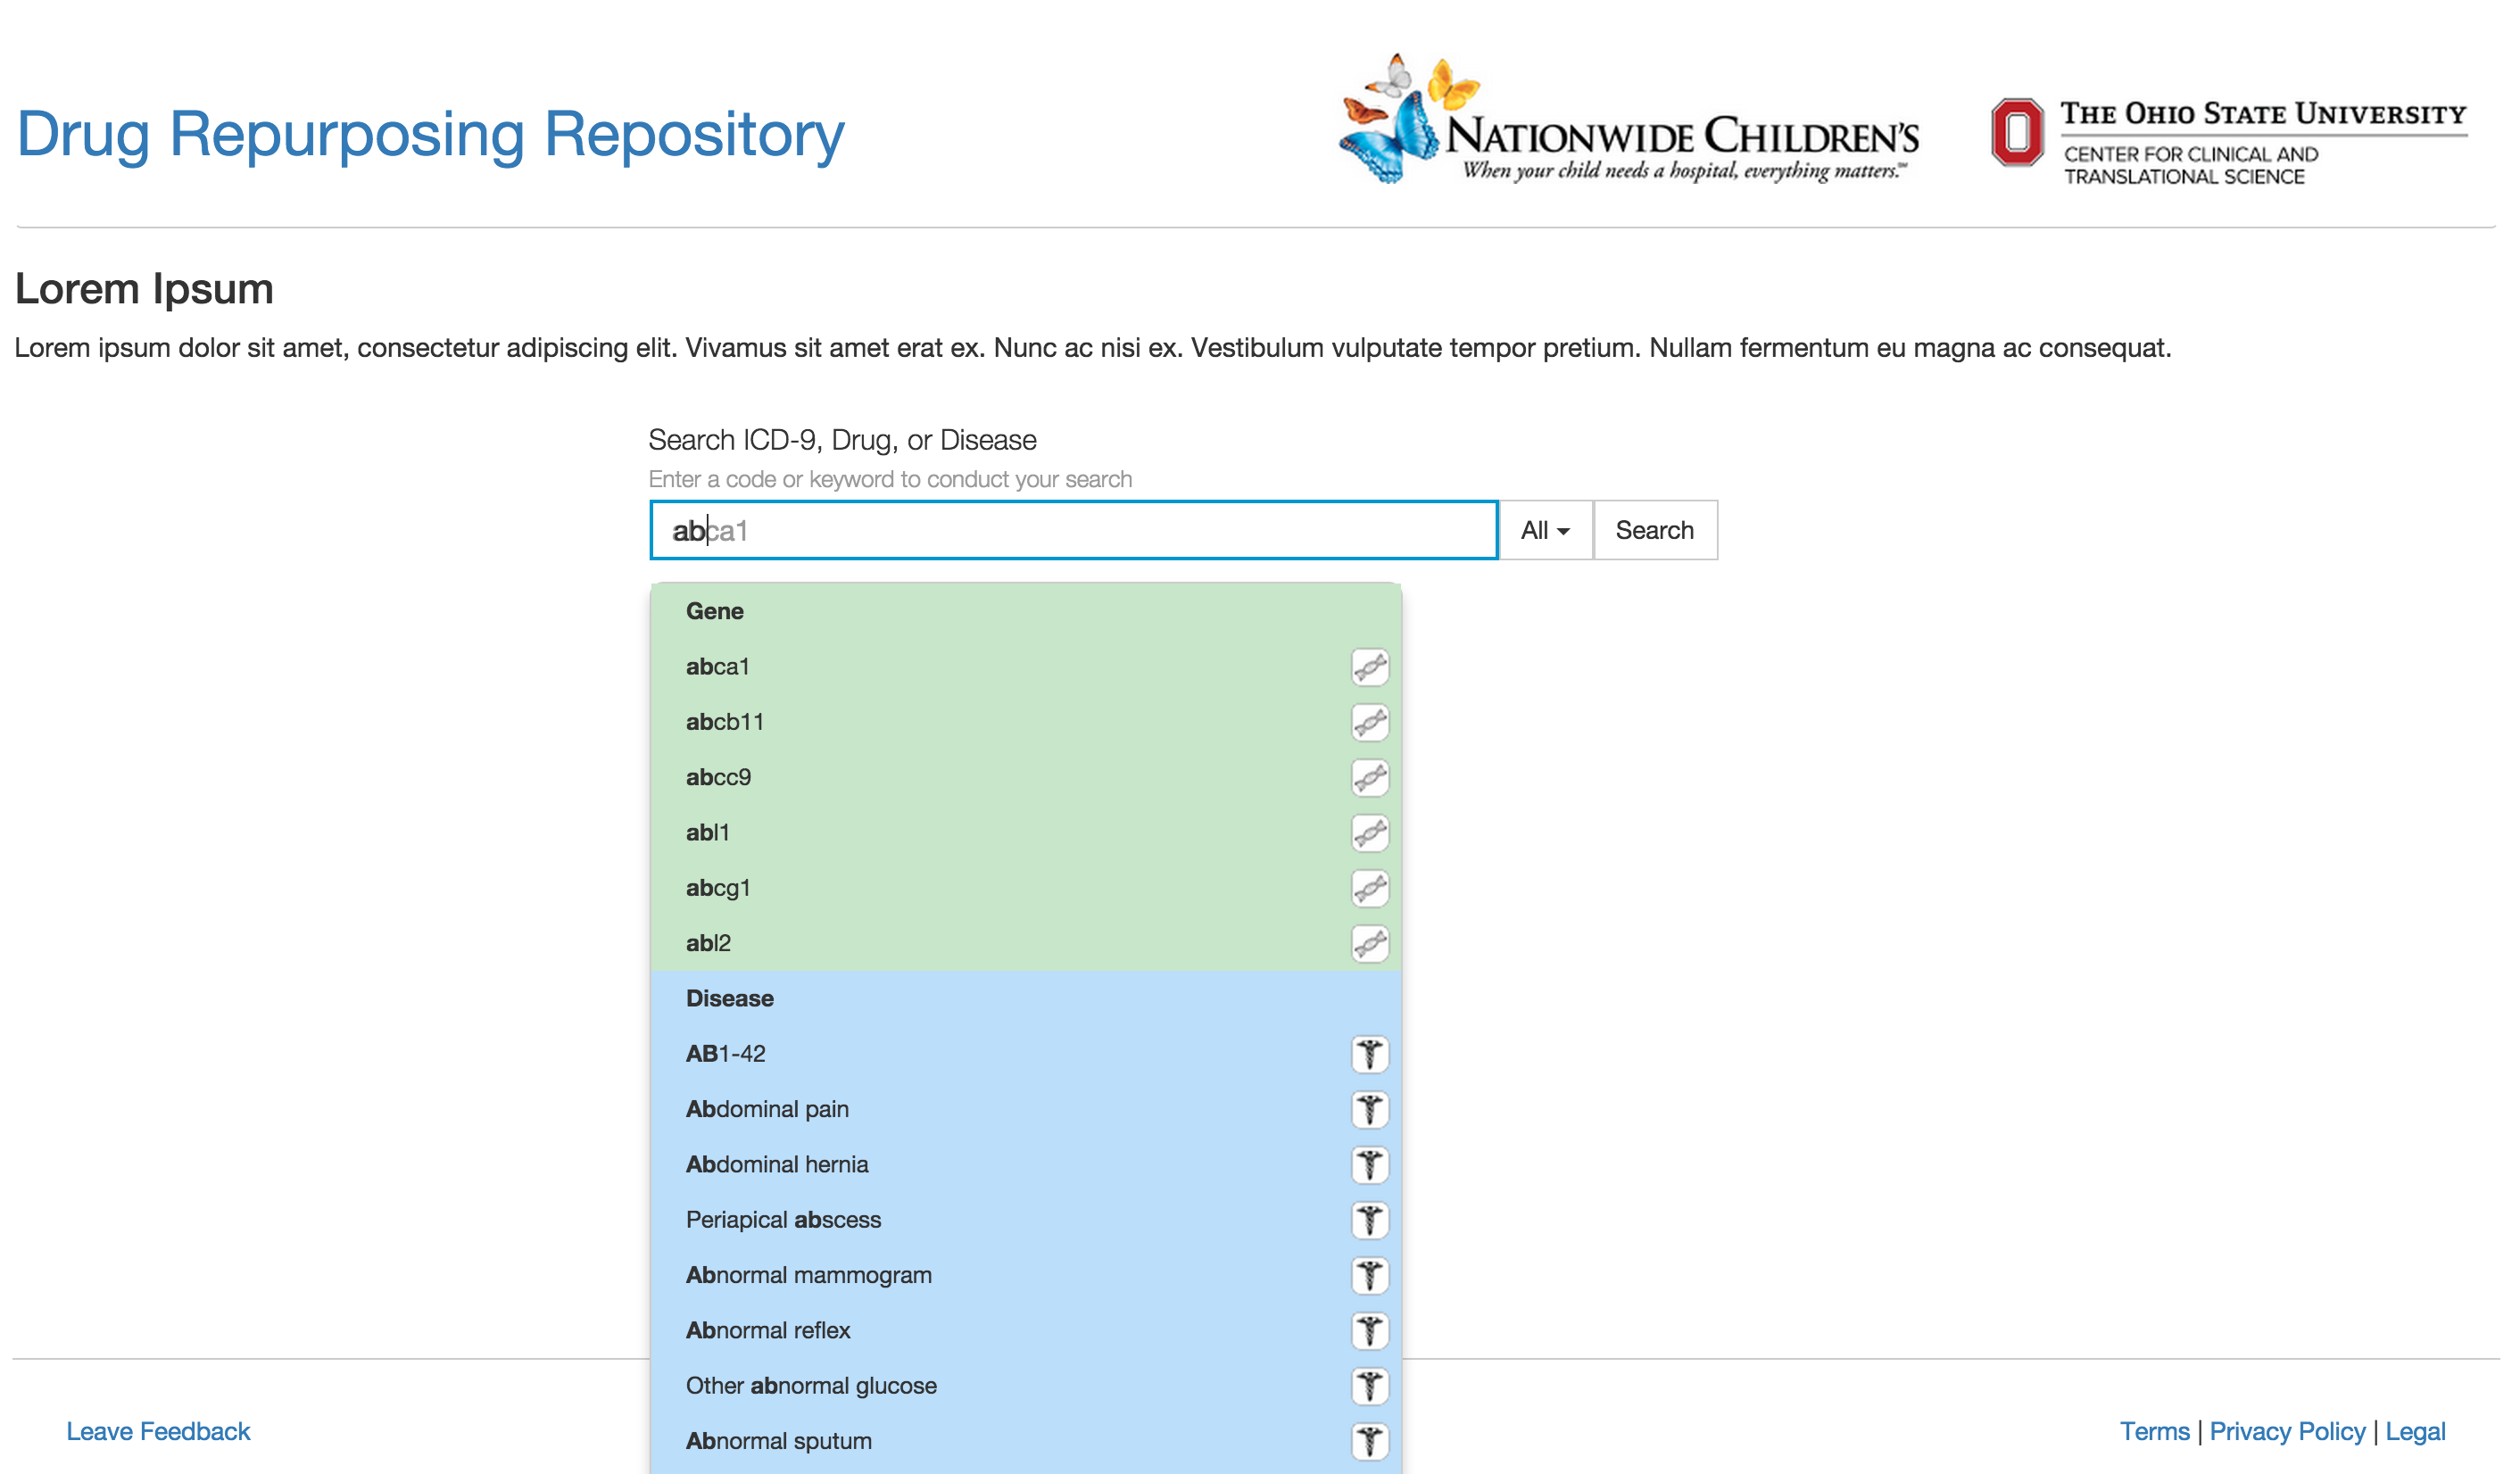 Drug Repurposing Repository
NATIONWIDE CHILDREN'S
When your child needs a hospital, everything matters.℠
THE OHIO STATE UNIVERSITY
CENTER FOR CLINICAL AND
TRANSLATIONAL SCIENCE
Lorem Ipsum
Lorem ipsum dolor sit amet, consectetur adipiscing elit. Vivamus sit amet erat ex. Nunc ac nisi ex. Vestibulum vulputate tempor pretium. Nullam fermentum eu magna ac consequat.
Search ICD-9, Drug, or Disease
Enter a code or keyword to conduct your search
abca1
All
Search
Gene
abca1
abcb11
abcc9
abl1
abcg1
abl2
Disease
AB1-42
Abdominal pain
Abdominal hernia
Periapical abscess
Abnormal mammogram
Abnormal reflex
Other abnormal glucose
Abnormal sputum
Leave Feedback
Terms | Privacy Policy | Legal